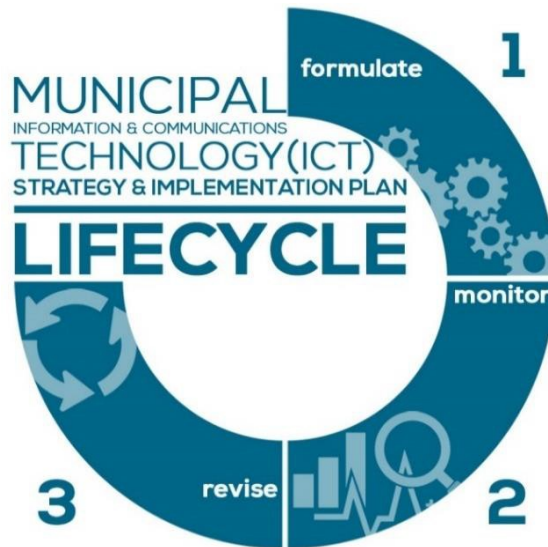 formulate
1
MUNICIPAL
INFORMATION & COMMUNICATIONS
TECHNOLOGY(ICT)
STRATEGY & IMPLEMENTATION PLAN
LIFECYCLE
monitor
2
revise
3